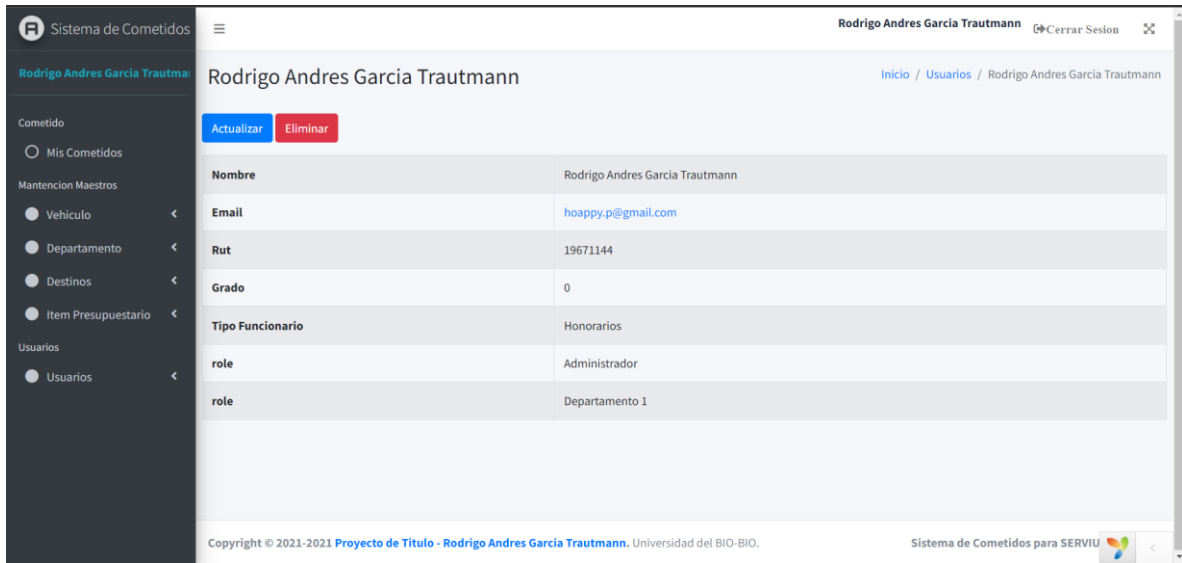 Sistema de Cometidos
Rodrigo Andres Garcia Trautmann Cerrar Sesion
Rodrigo Andres Garcia Trautma
Rodrigo Andres Garcia Trautmann
Inicio / Usuarios / Rodrigo Andres Garcia Trautmann
Cometido
Mis Cometidos
Mantencion Maestros
Vehiculo
Departamento
Destinos
Item Presupuestario
Usuarios
Usuarios
Actualizar Eliminar
Nombre Rodrigo Andres Garcia Trautmann
Email hoappy.p@gmail.com
Rut 19671144
Grado 0
Tipo Funcionario Honorarios
role Administrador
role Departamento 1
Copyright © 2021-2021 Proyecto de Titulo - Rodrigo Andres Garcia Trautmann. Universidad del BIO-BIO. Sistema de Cometidos para SERVIU